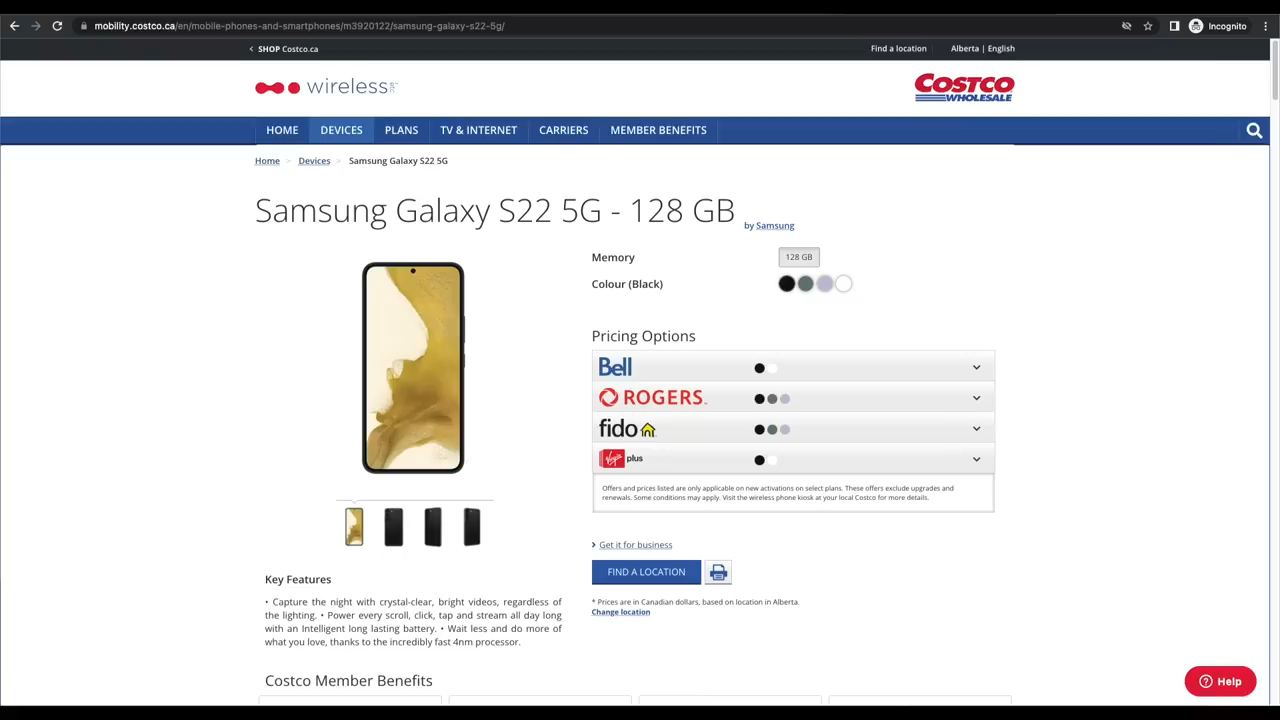 mobility.costco.ca/en/mobile-phones-and-smartphones/m3920122/samsung-galaxy-s22-5g/
Incognito
SHOP Costco.ca
Find a location
Alberta | English
wireless
COSTCO
WHOLESALE
HOME
DEVICES
PLANS
TV & INTERNET
CARRIERS
MEMBER BENEFITS
Home > Devices > Samsung Galaxy S22 5G
Samsung Galaxy S22 5G - 128 GB
by Samsung
Memory
128 GB
Colour (Black)
Pricing Options
Bell
ROGERS
fido
Virgin plus
Offers and prices listed are only applicable on new activations on select plans. These offers exclude upgrades and
renewals. Some conditions may apply. Visit the wireless phone kiosk at your local Costco for more details.
Get it for business
FIND A LOCATION
* Prices are in Canadian dollars, based on location in Alberta.
Change location
Key Features
• Capture the night with crystal-clear, bright videos, regardless of
the lighting. • Power every scroll, click, tap and stream all day long
with an Intelligent long lasting battery. • Wait less and do more of
what you love, thanks to the incredibly fast 4nm processor.
Costco Member Benefits
Help